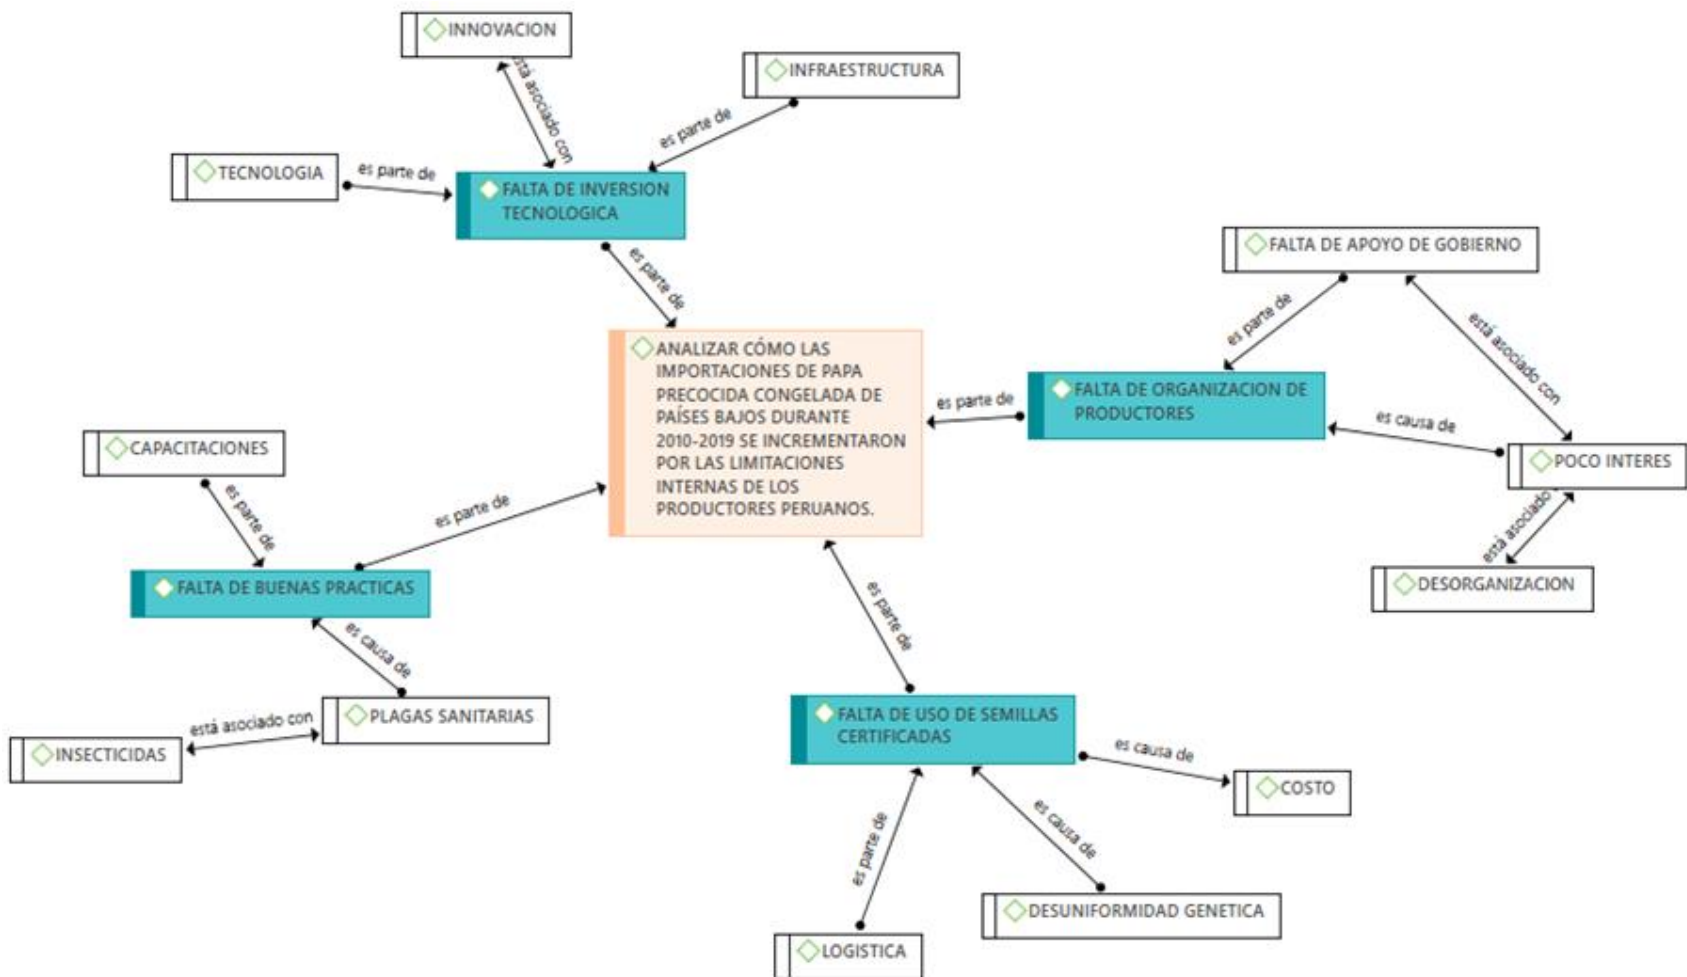 INNOVACION
está asociado con
INFRAESTRUCTURA
es parte de
TECNOLOGIA
es parte de
FALTA DE INVERSION
TECNOLOGICA
es parte de
FALTA DE APOYO DE GOBIERNO
es parte de
está asociado con
ANALIZAR CÓMO LAS
IMPORTACIONES DE PAPA
PRECOCIDA CONGELADA DE
PAÍSES BAJOS DURANTE
2010-2019 SE INCREMENTARON
POR LAS LIMITACIONES
INTERNAS DE LOS
PRODUCTORES PERUANOS.
es parte de
FALTA DE ORGANIZACION DE
PRODUCTORES
es causa de
POCO INTERES
está asociado
DESORGANIZACION
CAPACITACIONES
es parte de
es parte de
FALTA DE BUENAS PRACTICAS
es causa de
PLAGAS SANITARIAS
está asociado con
INSECTICIDAS
es parte de
FALTA DE USO DE SEMILLAS
CERTIFICADAS
es causa de
COSTO
es parte de
es causa de
DESUNIFORMIDAD GENETICA
LOGISTICA